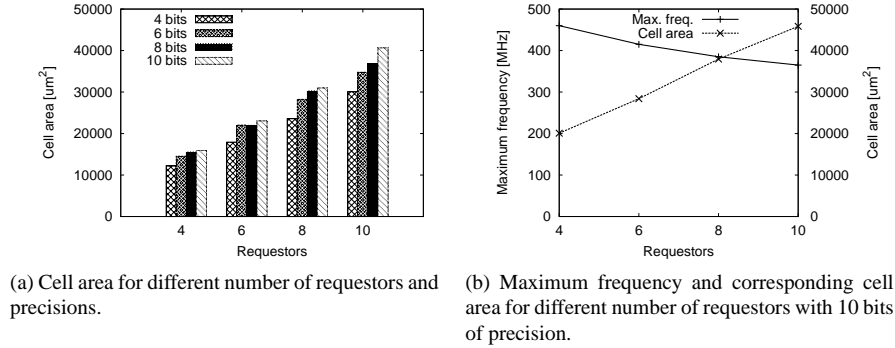 4 bits
6 bits
8 bits
10 bits
Cell area [um²]
50000
40000
30000
20000
10000
0
4 6 8 10
Requestors
(a) Cell area for different number of requestors and
precisions.
Max. freq.
Cell area
Maximum frequency [MHz]
500
400
300
200
100
0
Cell area [um²]
50000
40000
30000
20000
10000
0
4 6 8 10
Requestors
(b) Maximum frequency and corresponding cell
area for different number of requestors with 10 bits
of precision.